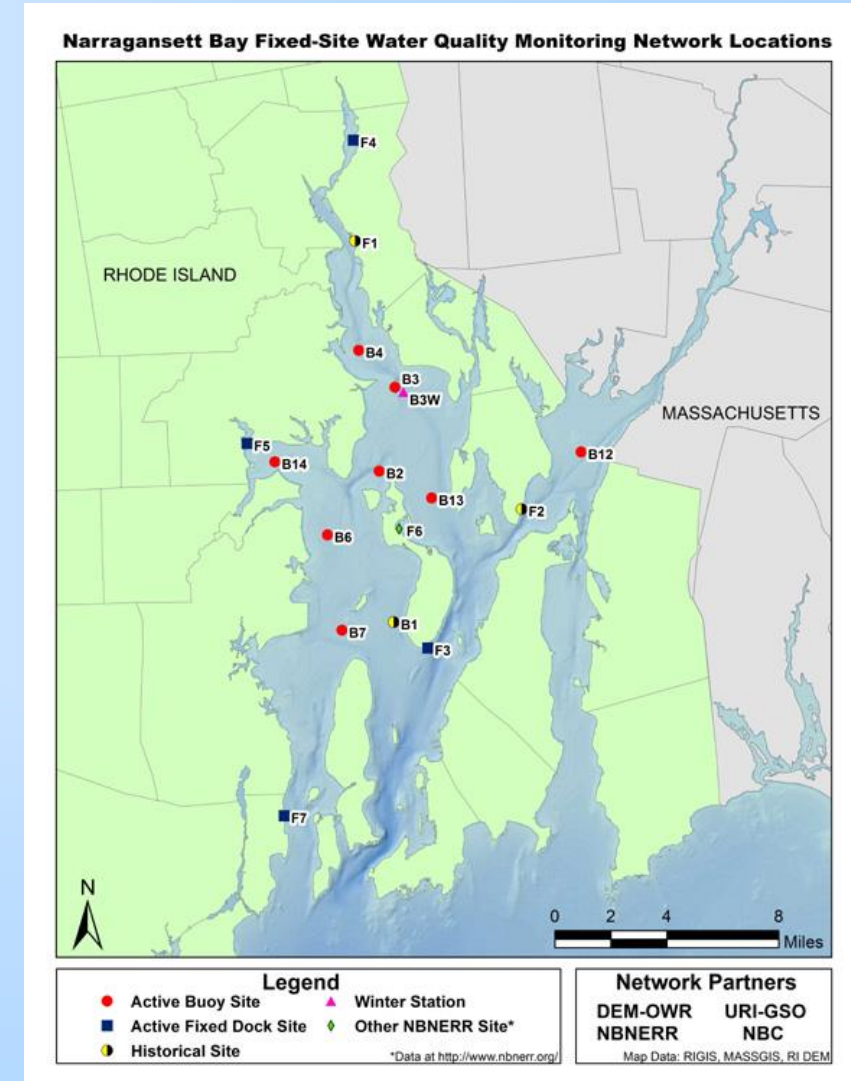 Narragansett Bay Fixed-Site Water Quality Monitoring Network Locations
F4
F1
RHODE ISLAND
B4
B3
B3W
MASSACHUSETTS
F5
B14
B12
B2
B13
F2
F6
B6
B1
B7
F3
F7
N
0 2 4 8
Miles
Legend
Active Buoy Site
Winter Station
Active Fixed Dock Site
Other NBNERR Site*
Historical Site
*Data at http://www.nbnerr.org/
Network Partners
DEM-OWR URI-GSO
NBNERR NBC
Map Data: RIGIS, MASSGIS, RI DEM